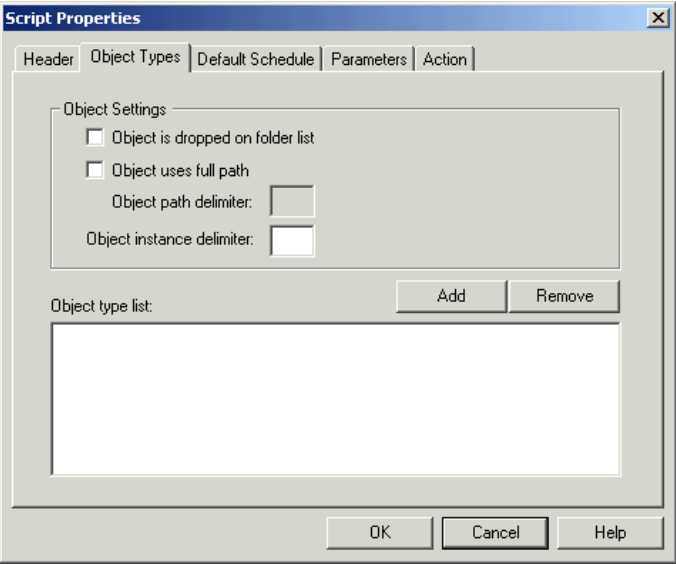 Script Properties
Header Object Types Default Schedule Parameters Action
Object Settings
Object is dropped on folder list
Object uses full path
Object path delimiter:
Object instance delimiter:
Add Remove
Object type list:
OK Cancel Help